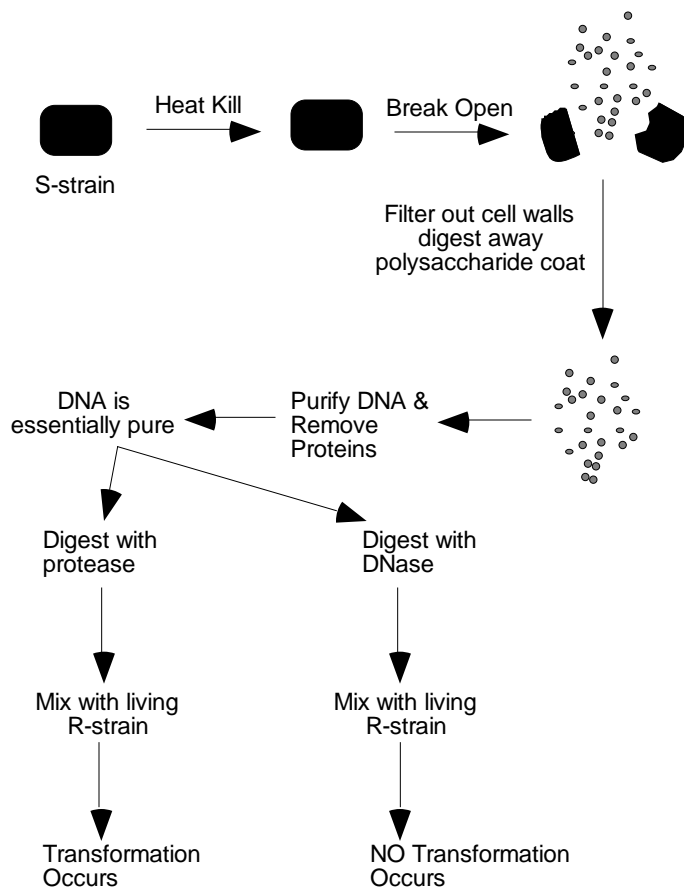 Heat Kill
Break Open
S-strain
Filter out cell walls
digest away
polysaccharide coat
DNA is
essentially pure
Purify DNA &
Remove
Proteins
Digest with
protease
Digest with
DNase
Mix with living
R-strain
Mix with living
R-strain
Transformation
Occurs
NO Transformation
Occurs